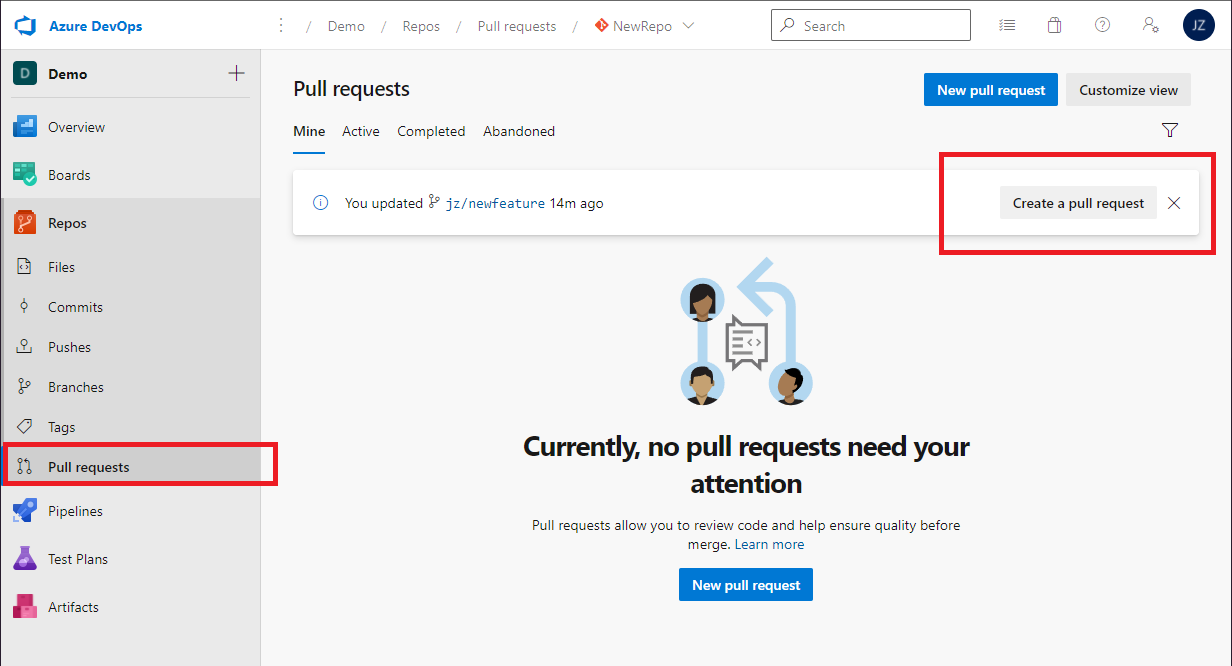 Azure DevOps
/ Demo / Repos / Pull requests / NewRepo
Search
JZ
D Demo
Overview
Boards
Repos
Files
Commits
Pushes
Branches
Tags
Pull requests
Pipelines
Test Plans
Artifacts
Pull requests
New pull request
Customize view
Mine Active Completed Abandoned
You updated jz/newfeature 14m ago
Create a pull request
Currently, no pull requests need your
attention
Pull requests allow you to review code and help ensure quality before
merge. Learn more
New pull request